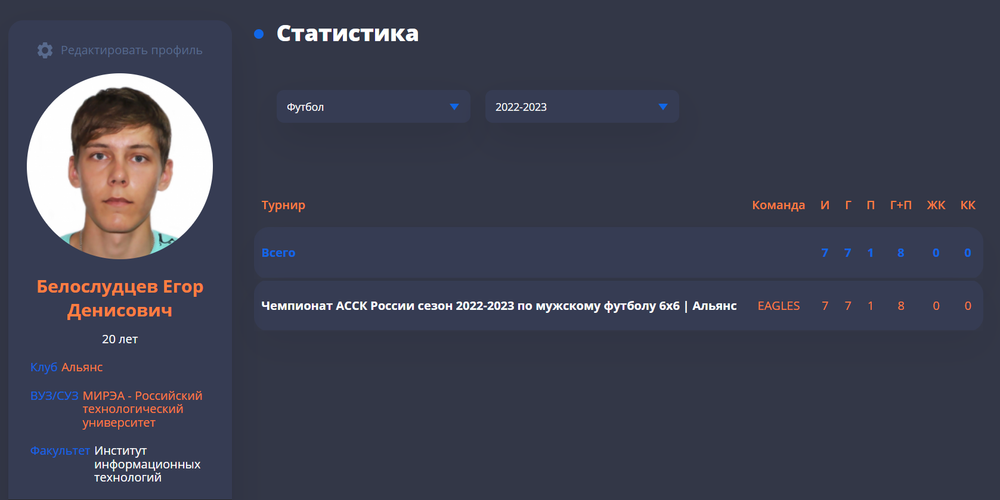 Редактировать профиль
Белослудцев Егор
Денисович
20 лет
Клуб Альянс
ВУЗ/СУЗ МИРЭА - Российский
технологический
университет
Факультет Институт
информационных
технологий
Статистика
Футбол 2022-2023
Турнир Команда И Г П Г+П ЖК КК
Всего 7 7 1 8 0 0
Чемпионат АССК России сезон 2022-2023 по мужскому футболу 6х6 | Альянс EAGLES 7 7 1 8 0 0